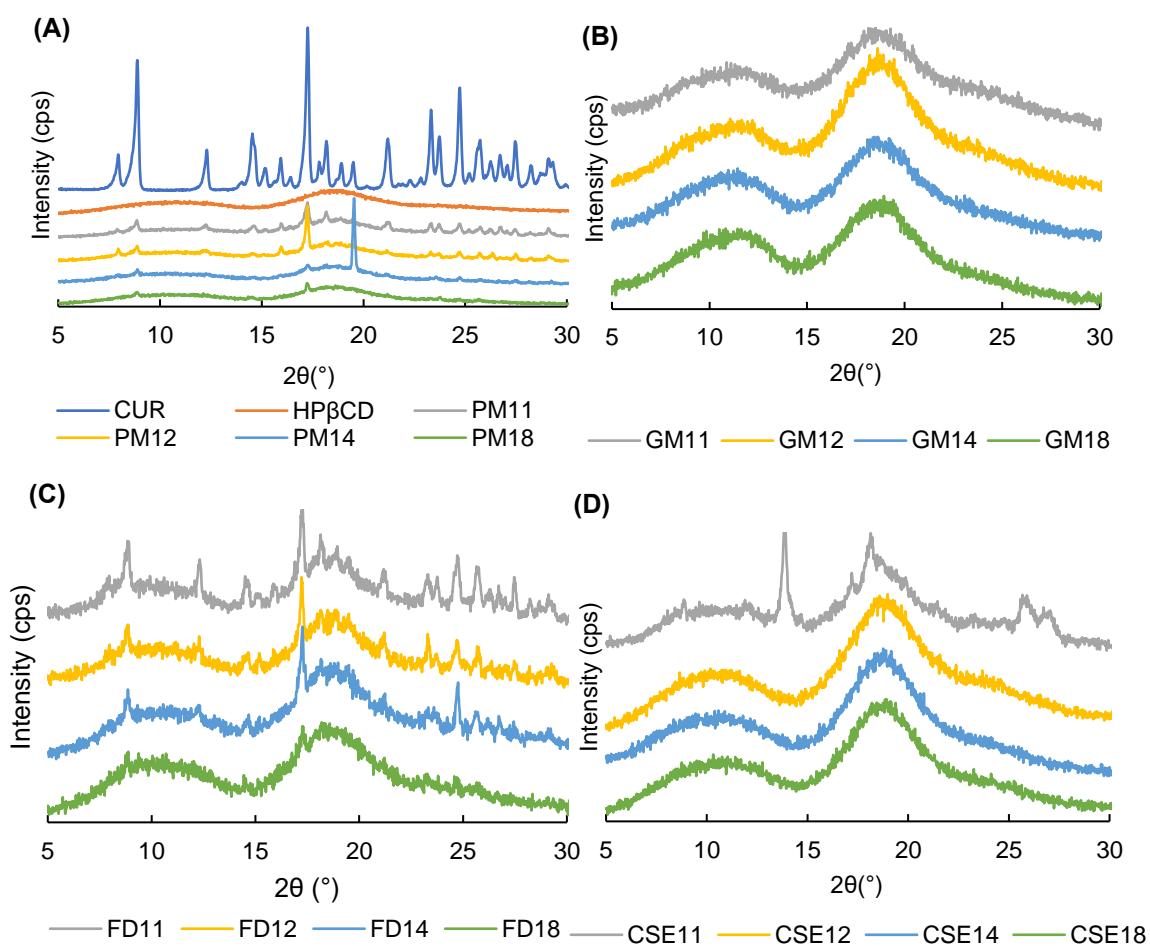 (A)
Intensity (cps)
5 10 15 20 25 30
2θ(°)
CUR HPβCD PM11
PM12 PM14 PM18
(B)
Intensity (cps)
5 10 15 20 25 30
2θ(°)
GM11 GM12 GM14 GM18
(C)
Intensity (cps)
5 10 15 20 25 30
2θ (°)
FD11 FD12 FD14 FD18
(D)
Intensity (cps)
5 10 15 20 25 30
2θ(°)
CSE11 CSE12 CSE14 CSE18